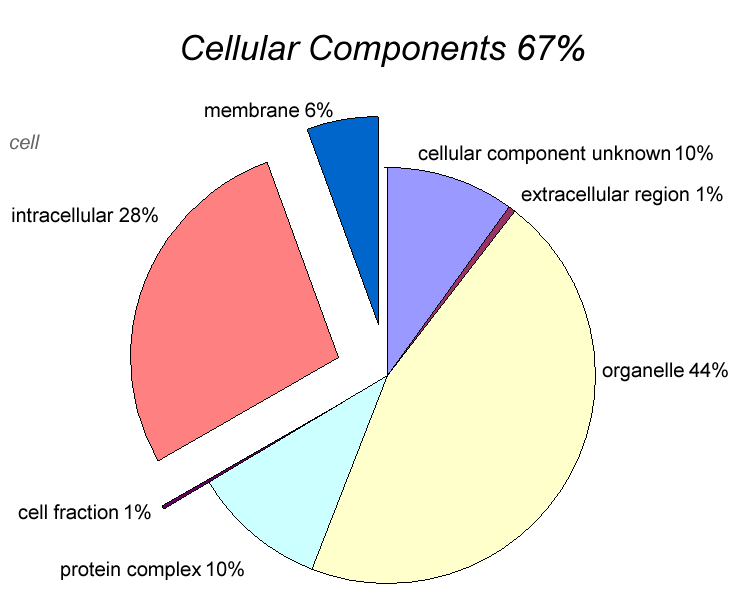 Cellular Components 67%
membrane 6%
cell
cellular component unknown 10%
extracellular region 1%
intracellular 28%
organelle 44%
cell fraction 1%
protein complex 10%